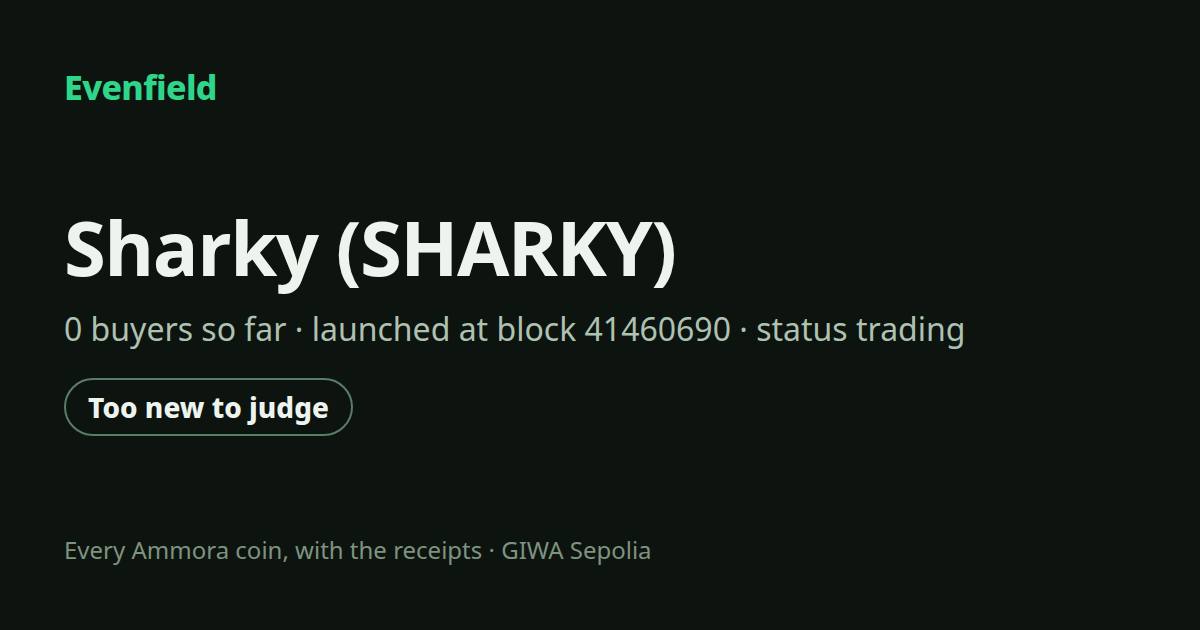 Evenfield
Sharky (SHARKY)
0 buyers so far · launched at block 41460690 · status trading
Too new to judge
Every Ammora coin, with the receipts · GIWA Sepolia